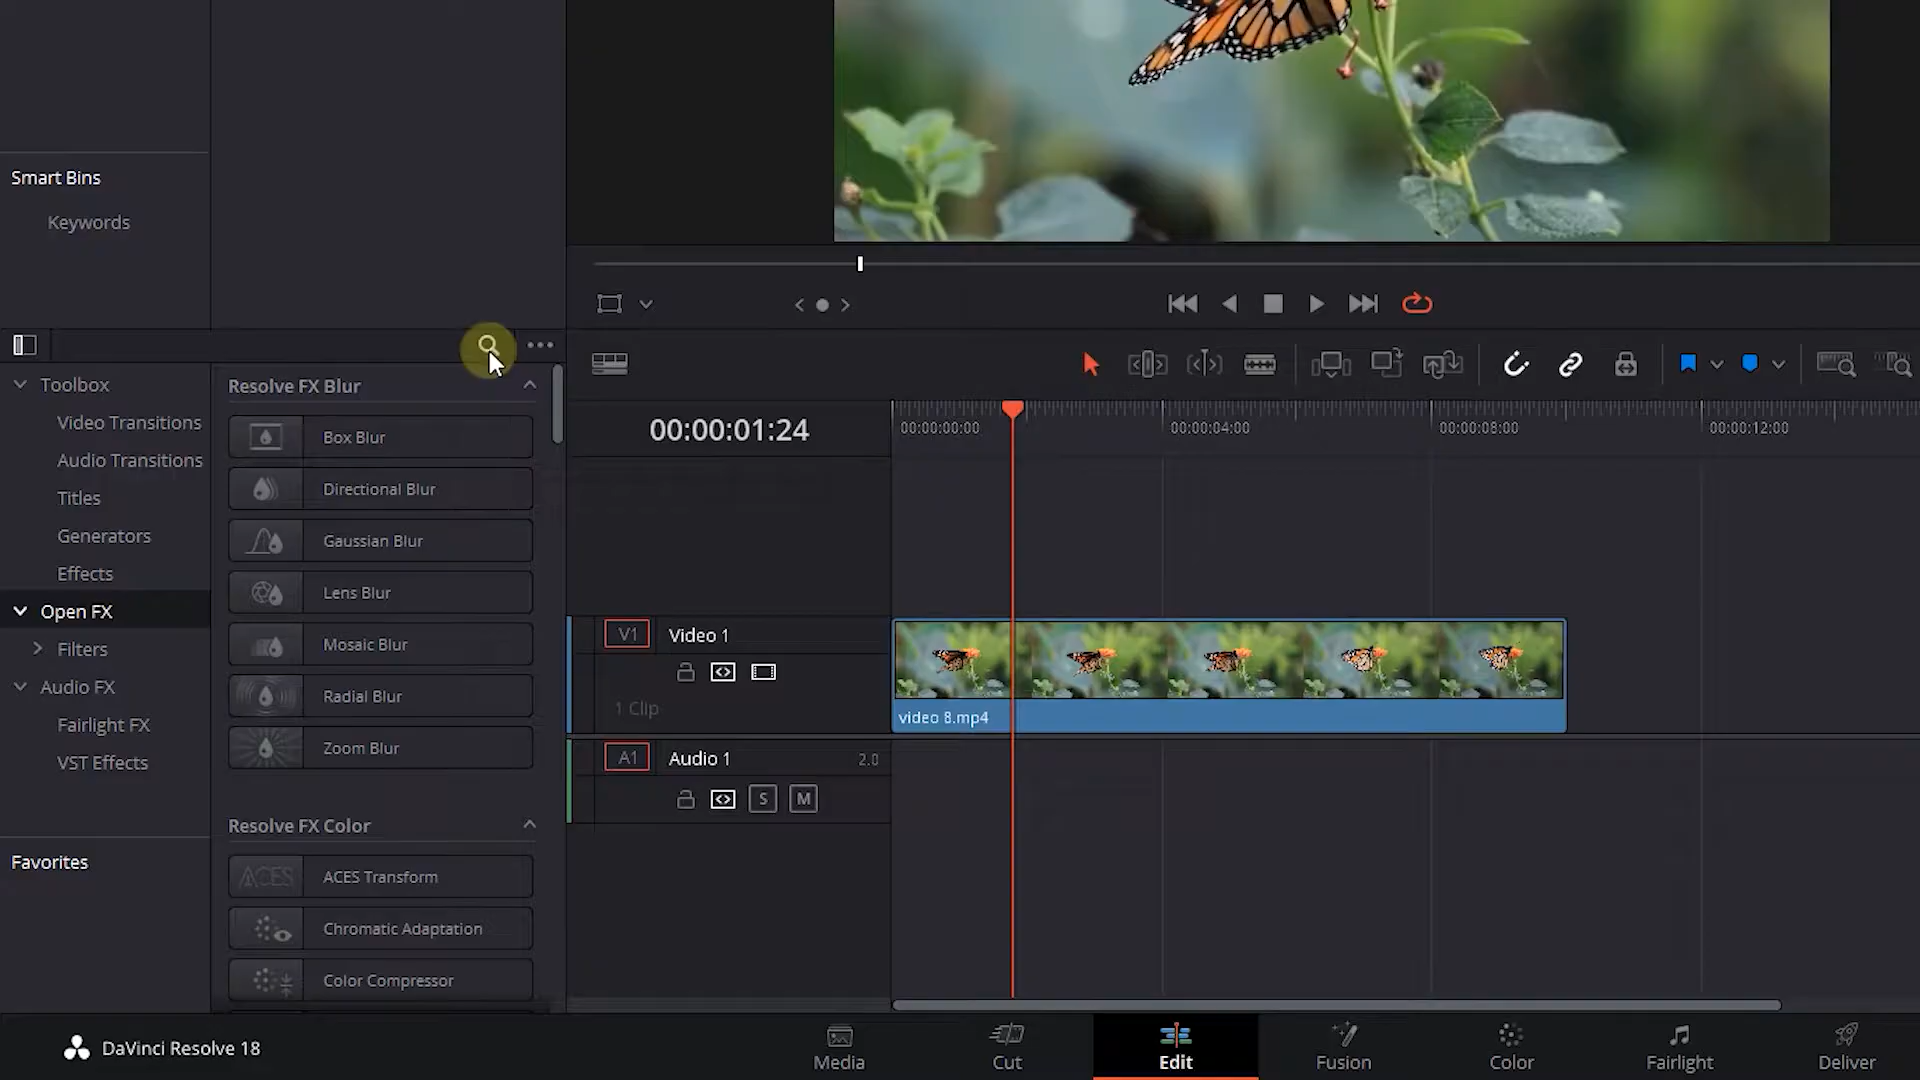 Smart Bins
Keywords
Toolbox
Video Transitions
Audio Transitions
Titles
Generators
Effects
Open FX
Filters
Audio FX
Fairlight FX
VST Effects
Favorites
Resolve FX Blur
Box Blur
Directional Blur
Gaussian Blur
Lens Blur
Mosaic Blur
Radial Blur
Zoom Blur
Resolve FX Color
ACES
ACES Transform
Chromatic Adaptation
Color Compressor
00:00:01:24
00:00:00:00
00:00:04:00
00:00:08:00
00:00:12:00
V1
Video 1
1 Clip
video 8.mp4
A1
Audio 1
2.0
S
M
DaVinci Resolve 18
Media
Cut
Edit
Fusion
Color
Fairlight
Deliver